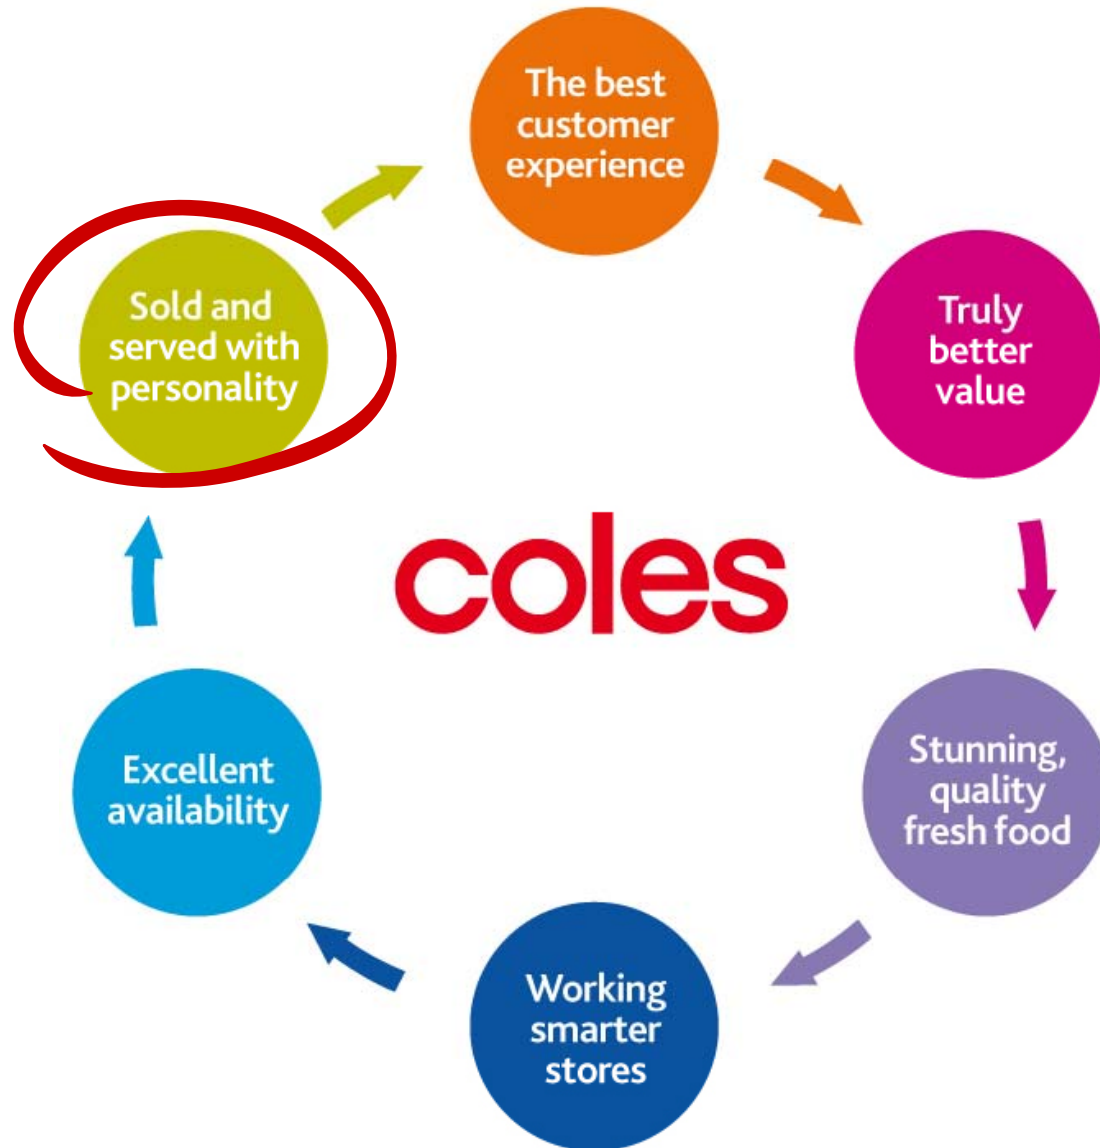 The best
customer
experience
Truly
better
value
Stunning,
quality
fresh food
Working
smarter
stores
Excellent
availability
Sold and
served with
personality
coles